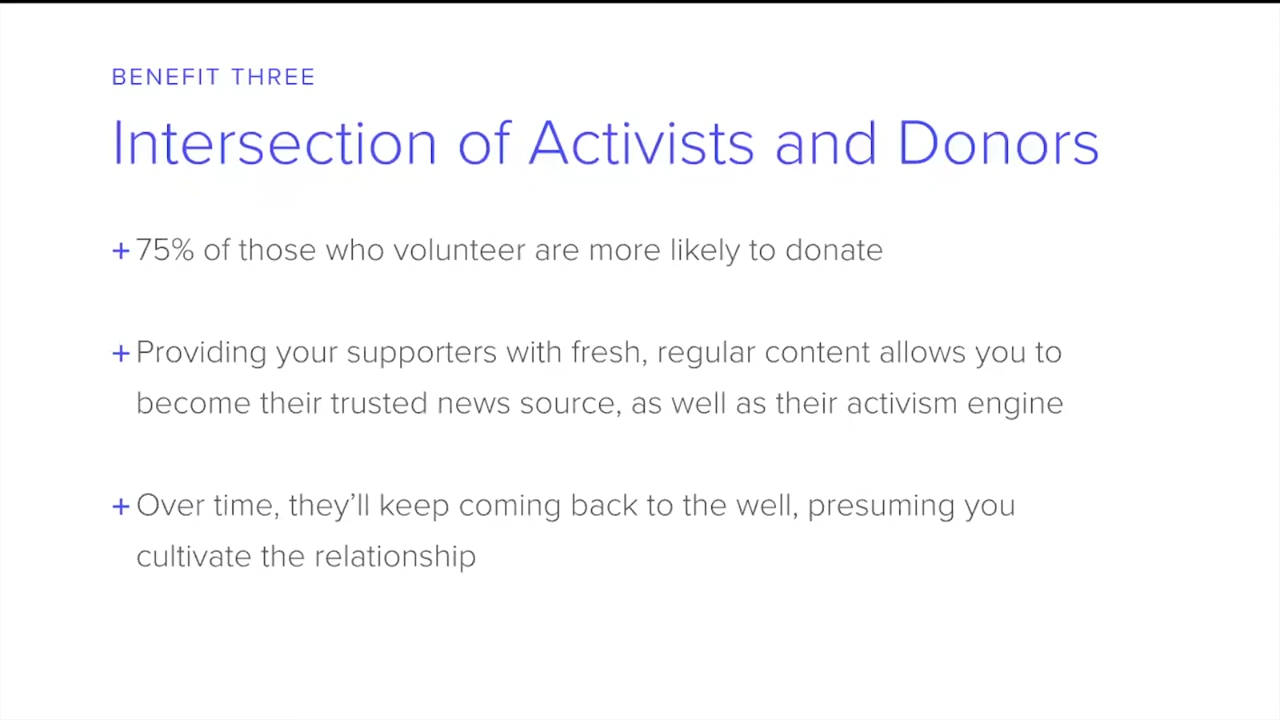 BENEFIT THREE
Intersection of Activists and Donors
+ 75% of those who volunteer are more likely to donate
+ Providing your supporters with fresh, regular content allows you to
become their trusted news source, as well as their activism engine
+ Over time, they’ll keep coming back to the well, presuming you
cultivate the relationship